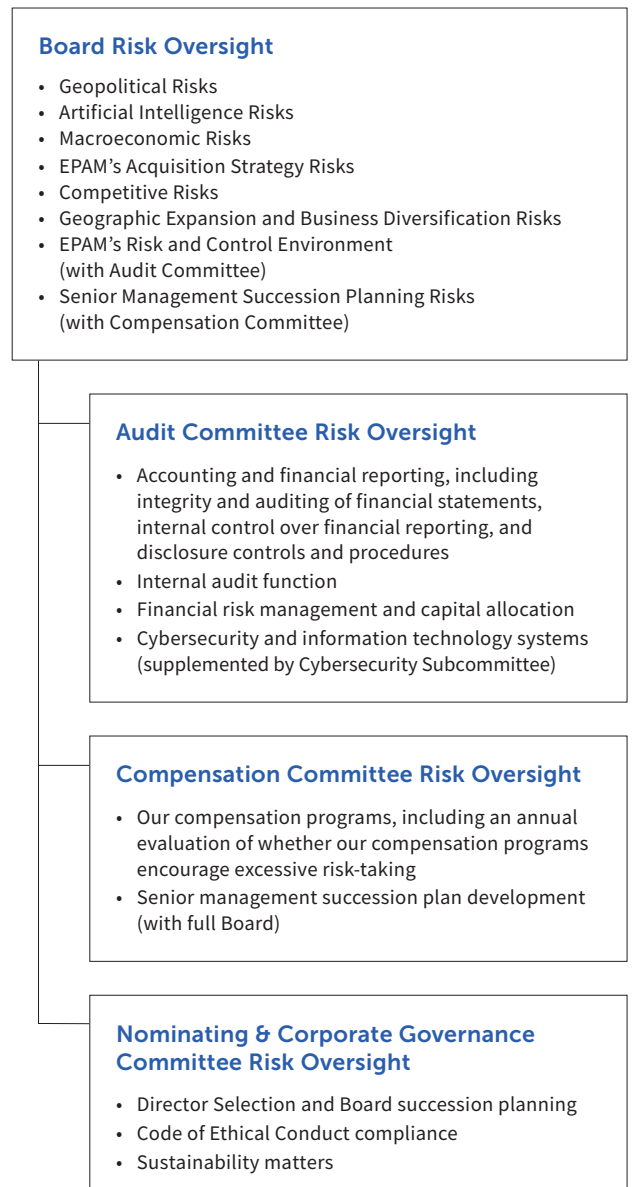 Board Risk Oversight
• Geopolitical Risks
• Artificial Intelligence Risks
• Macroeconomic Risks
• EPAM's Acquisition Strategy Risks
• Competitive Risks
• Geographic Expansion and Business Diversification Risks
• EPAM's Risk and Control Environment
(with Audit Committee)
• Senior Management Succession Planning Risks
(with Compensation Committee)
Audit Committee Risk Oversight
• Accounting and financial reporting, including
integrity and auditing of financial statements,
internal control over financial reporting, and
disclosure controls and procedures
• Internal audit function
• Financial risk management and capital allocation
• Cybersecurity and information technology systems
(supplemented by Cybersecurity Subcommittee)
Compensation Committee Risk Oversight
• Our compensation programs, including an annual
evaluation of whether our compensation programs
encourage excessive risk-taking
• Senior management succession plan development
(with full Board)
Nominating & Corporate Governance
Committee Risk Oversight
• Director Selection and Board succession planning
• Code of Ethical Conduct compliance
• Sustainability matters